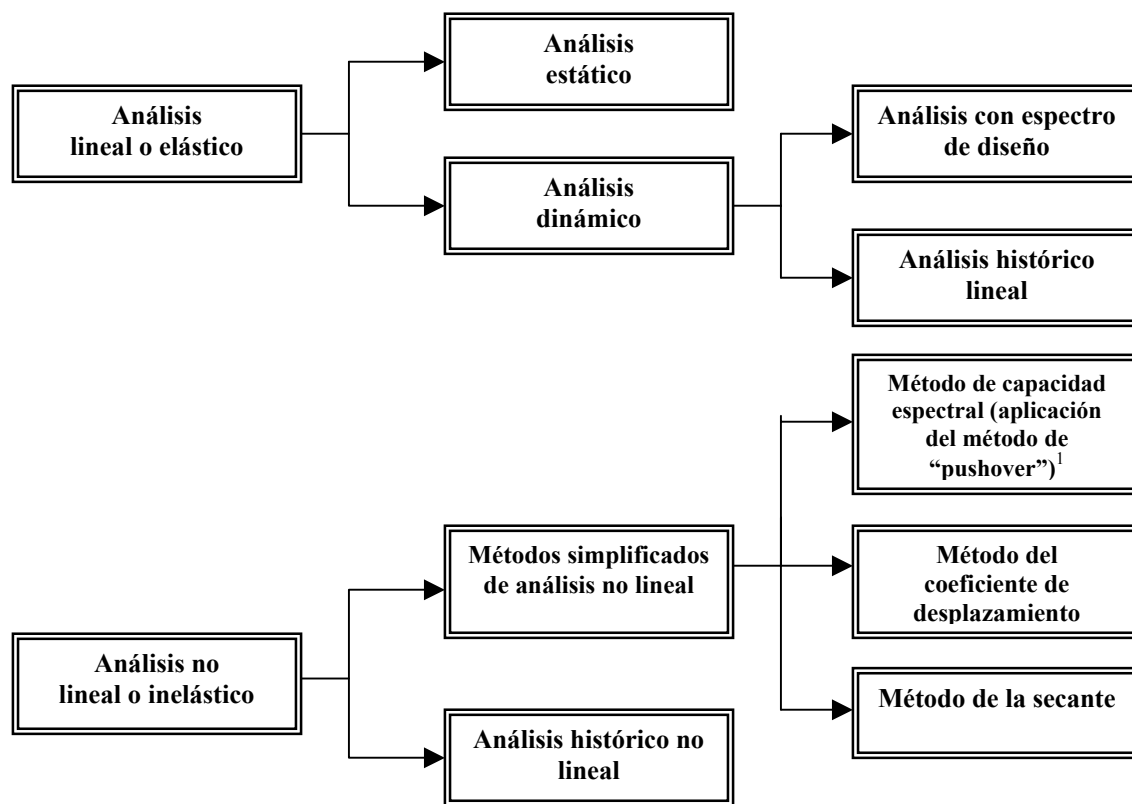 Análisis
estático
Análisis
lineal o elástico
Análisis con espectro
de diseño
Análisis
dinámico
Análisis histórico
lineal
Método de capacidad
espectral (aplicación
del método de
“pushover”)1
Métodos simplificados
de análisis no lineal
Método del
coeficiente de
desplazamiento
Análisis no
lineal o inelástico
Método de la secante
Análisis histórico no
lineal